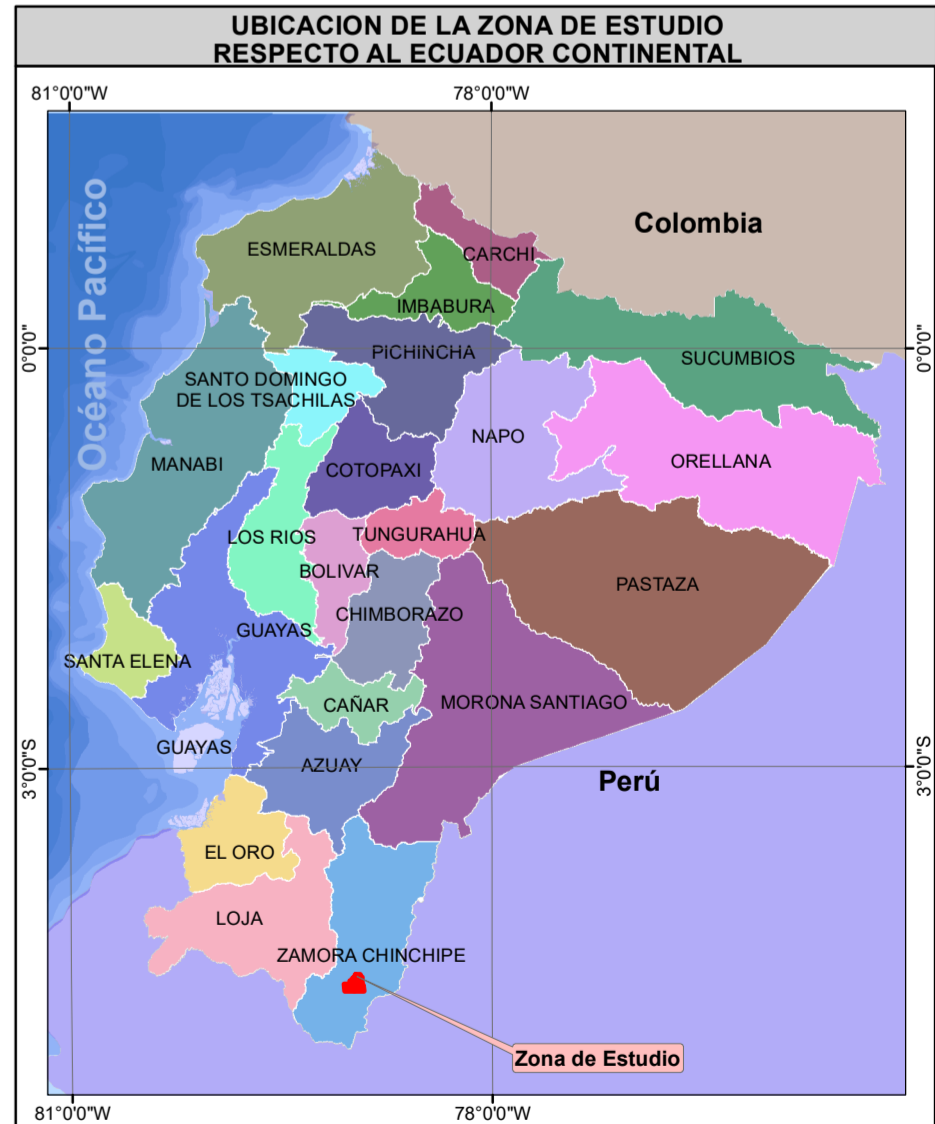 UBICACION DE LA ZONA DE ESTUDIO
RESPECTO AL ECUADOR CONTINENTAL
81°0'0"W
78°0'0"W
Océano Pacífico
Colombia
ESMERALDAS
CARCHI
IMBABURA
0°0'0"
0°0'0"
PiCHINCHA
SUCUMBIOS
SANTO DOMINGO
DE LOS TSACHILAS
NAPO
MANABI
COTOPAXI
ORELLANA
LOS RIOS
TUNGURAHUA
BOLIVAR
PASTAZA
CHIMBORAZO
GUAYAS
SANTA ELENA
CAÑAR
MORONA SANTIAGO
GUAYAS
AZUAY
3°0'0"S
3°0'0"S
Perú
EL ORO
LOJA
ZAMORA CHINCHIPE
Zona de Estudio
81°0'0"W
78°0'0"W